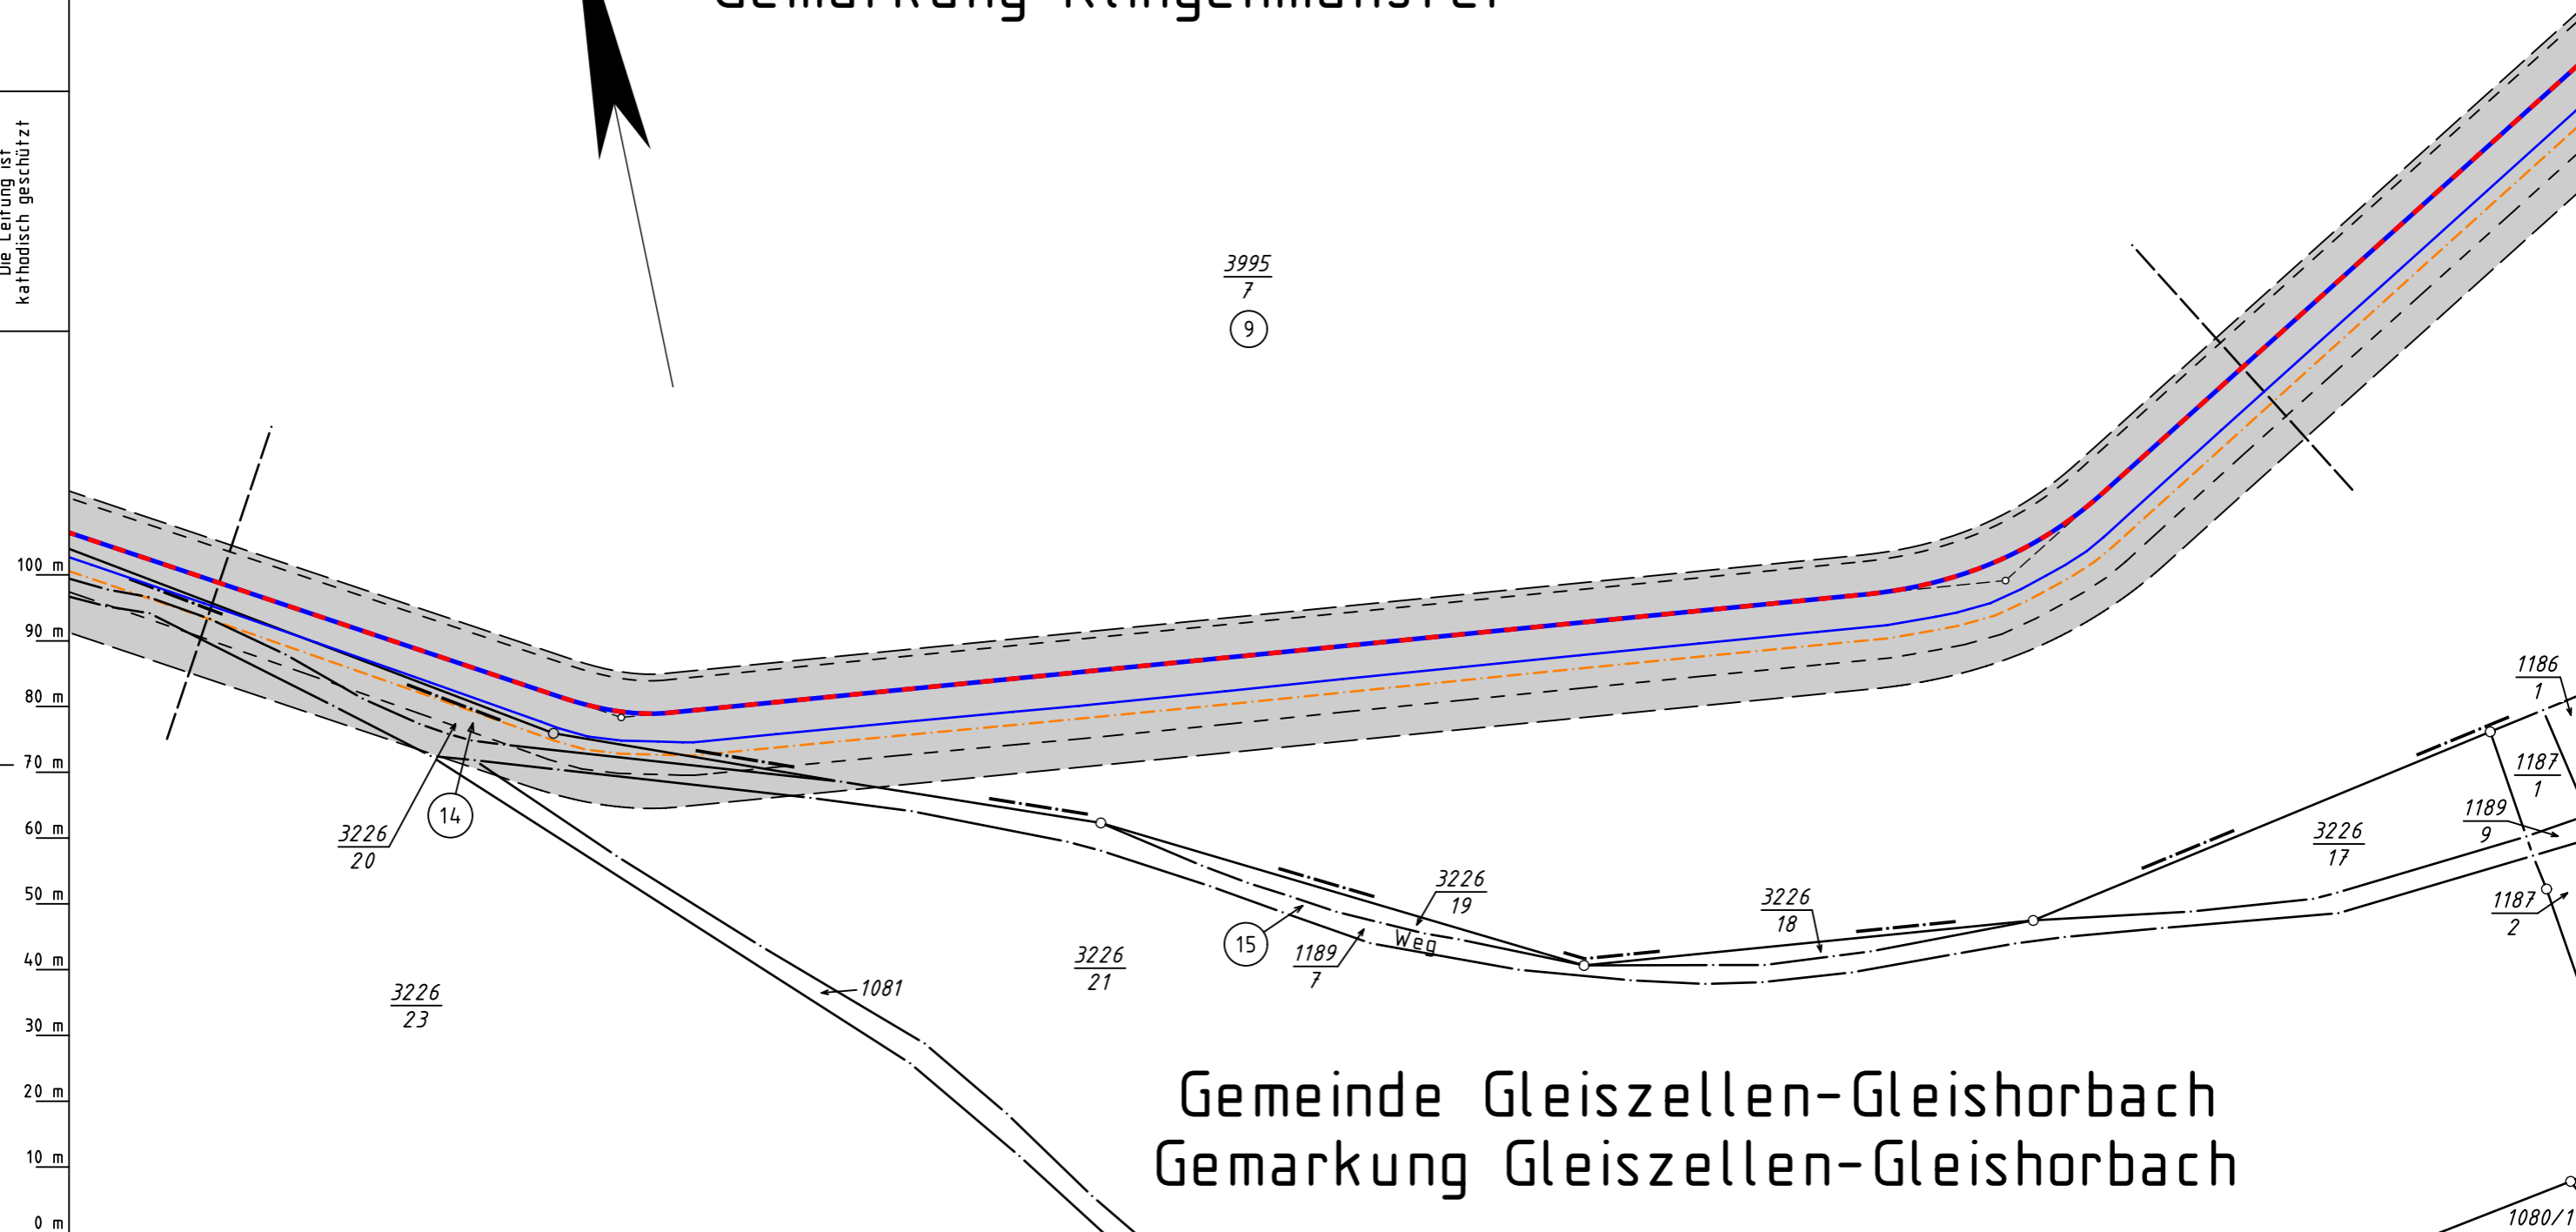 Gemarkung Klingenmünster
Die Leitung ist
kathodisch geschützt
3995
7
9
100 m
90 m
80 m
70 m
60 m
50 m
40 m
30 m
20 m
10 m
0 m
14
3226
20
3226
23
1081
3226
21
15
1189
7
Weg
3226
19
3226
18
3226
17
1186
1
1187
1
1189
9
1187
2
Gemeinde Gleiszellen-Gleishorbach
Gemarkung Gleiszellen-Gleishorbach